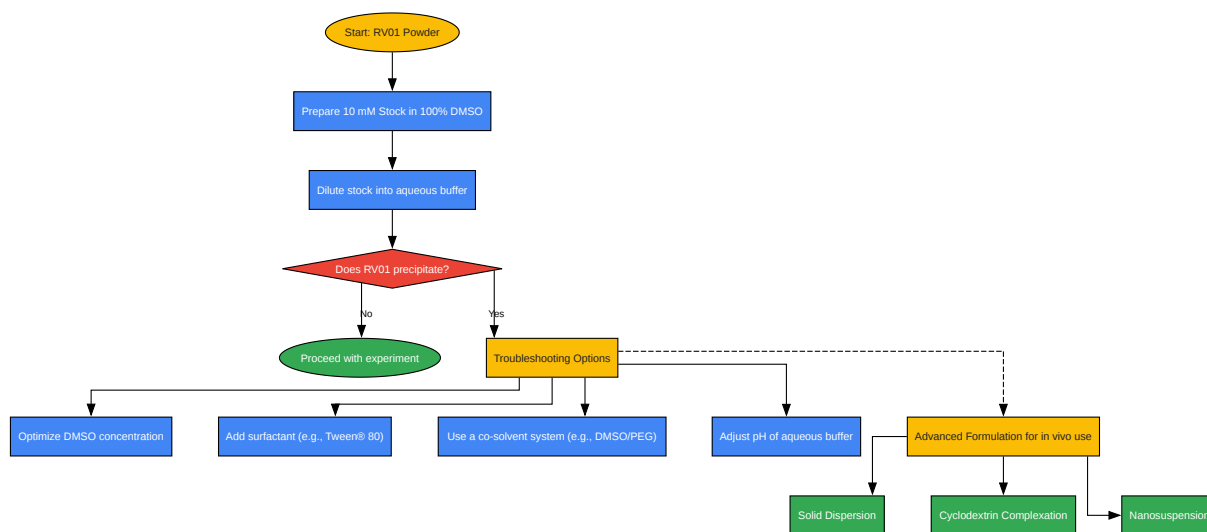 Start: RV01 Powder
Prepare 10 mM Stock in 100% DMSO
Dilute stock into aqueous buffer
Does RV01 precipitate?
No
Yes
Proceed with experiment
Troubleshooting Options
Optimize DMSO concentration
Add surfactant (e.g., Tween® 80)
Use a co-solvent system (e.g., DMSO/PEG)
Adjust pH of aqueous buffer
Advanced Formulation for in vivo use
Solid Dispersion
Cyclodextrin Complexation
Nanosuspension